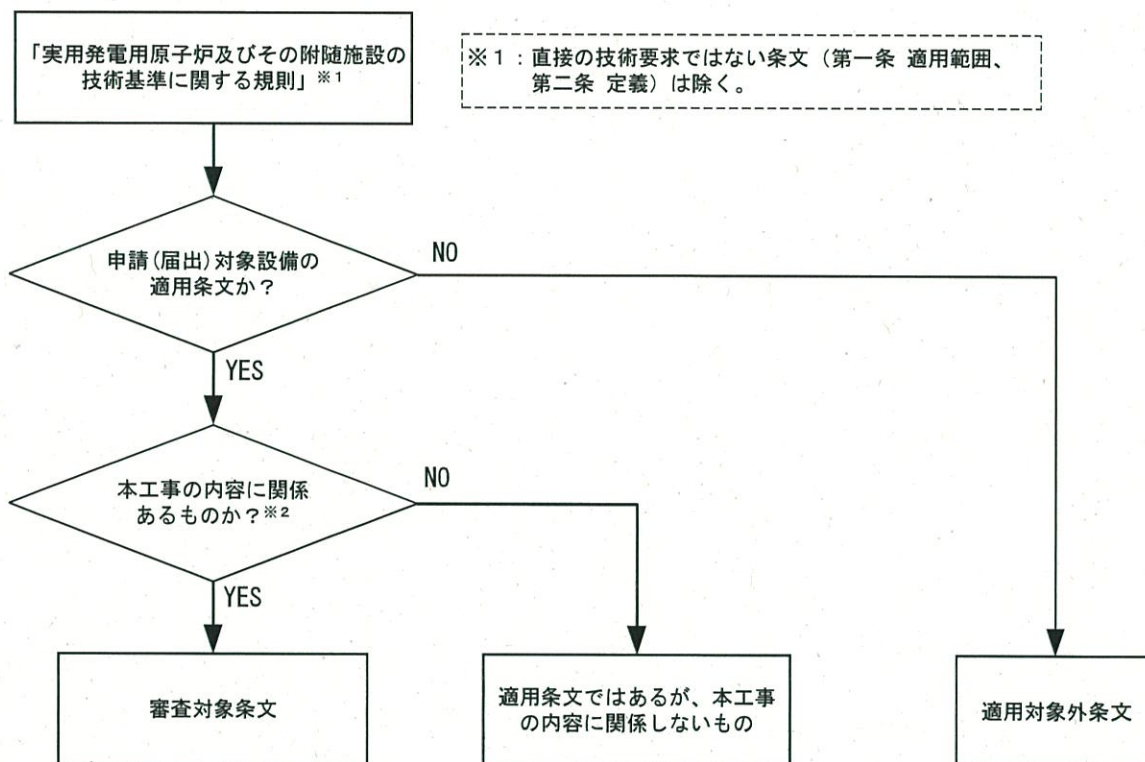 「実用発電用原子炉及びその附随施設の
技術基準に関する規則」※1
※1：直接の技術要求ではない条文（第一条 適用範囲、
第二条 定義）は除く。
申請(届出)対象設備の
適用条文か？
NO
YES
本工事の内容に関係
あるものか？※2
NO
YES
審査対象条文
適用条文ではあるが、本工事
の内容に関係しないもの
適用対象外条文